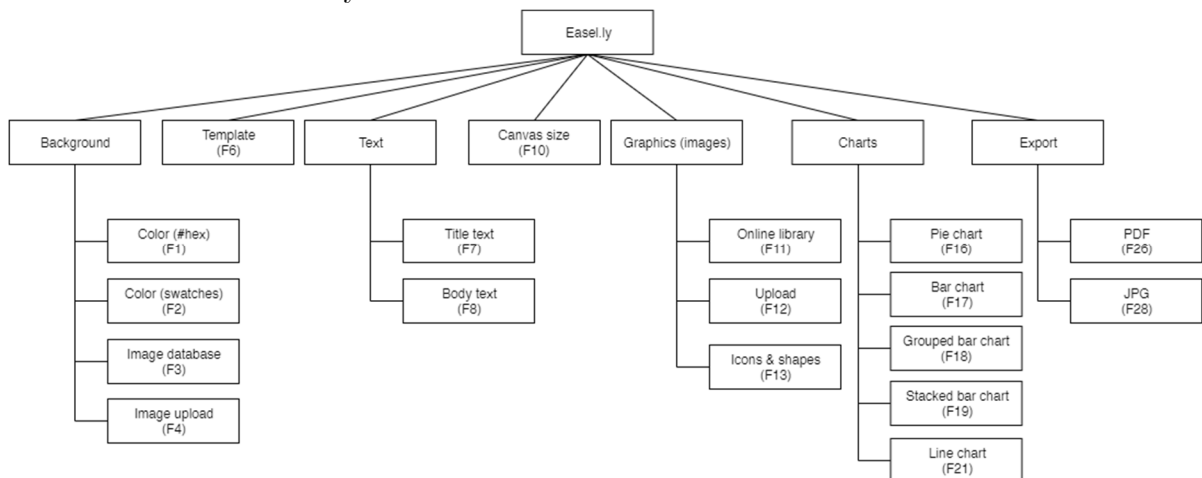 Easel.ly
Background
Template
(F6)
Text
Canvas size
(F10)
Graphics (images)
Charts
Export
Color (#hex)
(F1)
Color (swatches)
(F2)
Image database
(F3)
Image upload
(F4)
Title text
(F7)
Body text
(F8)
Online library
(F11)
Upload
(F12)
Icons & shapes
(F13)
Pie chart
(F16)
Bar chart
(F17)
Grouped bar chart
(F18)
Stacked bar chart
(F19)
Line chart
(F21)
PDF
(F26)
JPG
(F28)